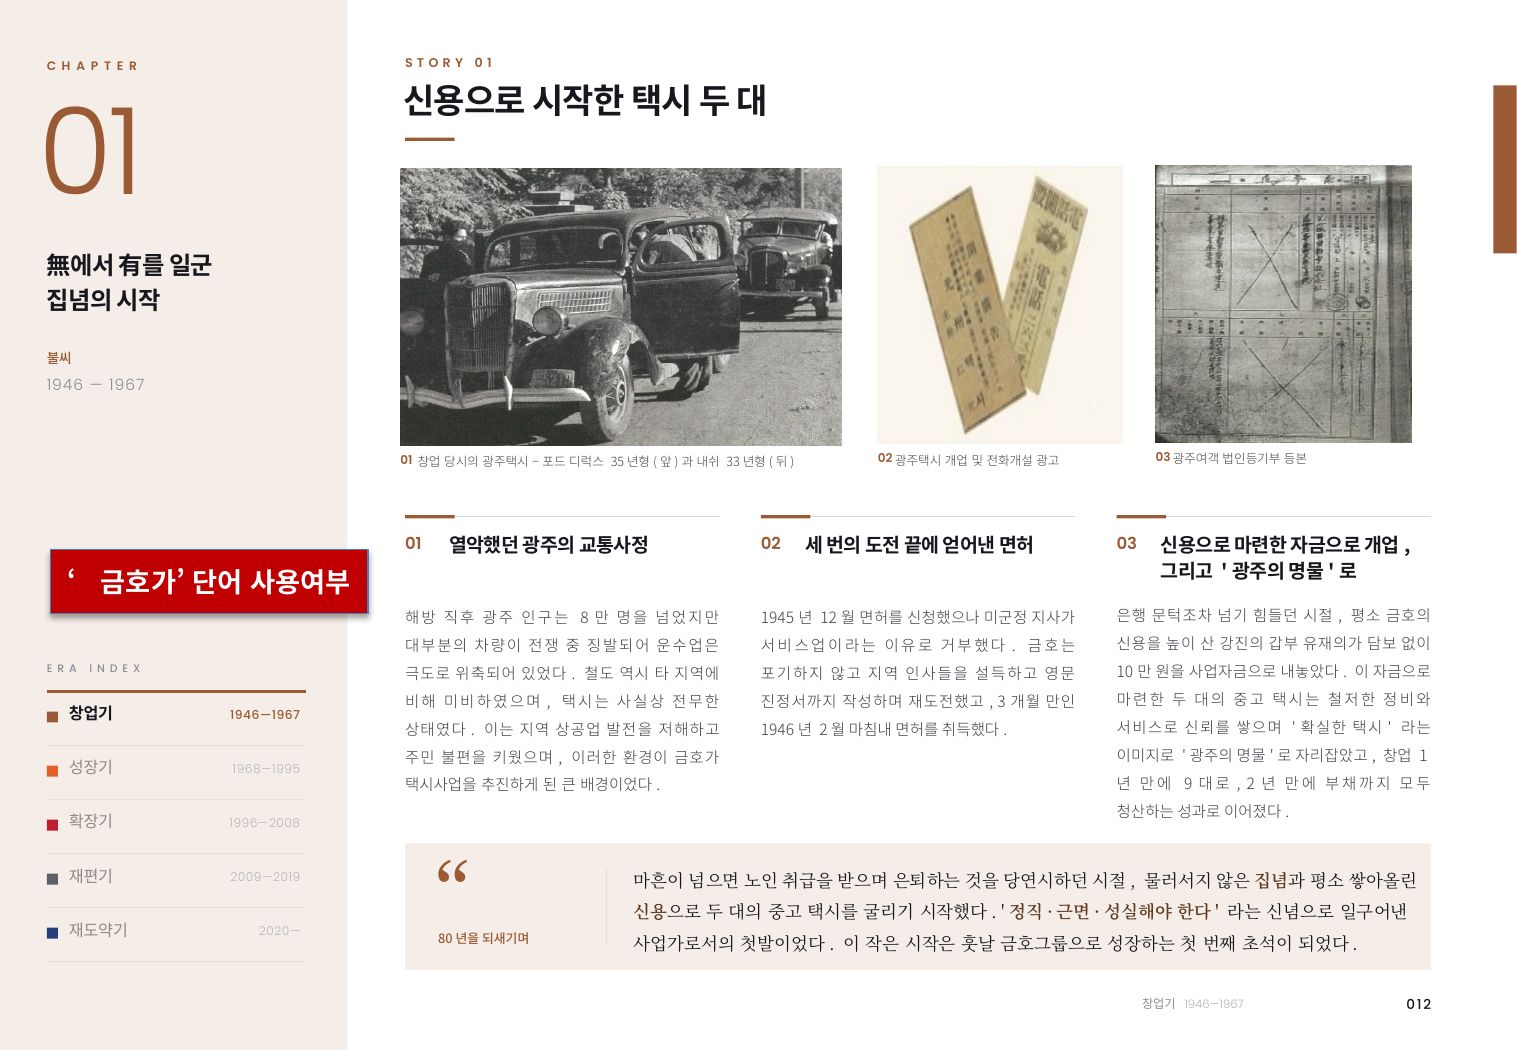 CHAPTER
01
無에서 有를 일군
집념의 시작
불씨
1946 — 1967
‘ 금호가’ 단어 사용여부
ERA INDEX
창업기 1946—1967
성장기 1968—1995
확장기 1996—2008
재편기 2009—2019
재도약기 2020—
STORY 01
신용으로 시작한 택시 두 대
01 창업 당시의 광주택시 – 포드 디럭스 35 년형 ( 앞 ) 과 내쉬 33 년형 ( 뒤 )
02 광주택시 개업 및 전화개설 광고
03 광주여객 법인등기부 등본
01 열악했던 광주의 교통사정
해방 직후 광주 인구는 8 만 명을 넘었지만
대부분의 차량이 전쟁 중 징발되어 운수업은
극도로 위축되어 있었다 . 철도 역시 타 지역에
비해 미비하였으며 , 택시는 사실상 전무한
상태였다 . 이는 지역 상공업 발전을 저해하고
주민 불편을 키웠으며 , 이러한 환경이 금호가
택시사업을 추진하게 된 큰 배경이었다 .
02 세 번의 도전 끝에 얻어낸 면허
1945 년 12 월 면허를 신청했으나 미군정 지사가
서비스업이라는 이유로 거부했다 . 금호는
포기하지 않고 지역 인사들을 설득하고 영문
진정서까지 작성하며 재도전했고 , 3 개월 만인
1946 년 2 월 마침내 면허를 취득했다 .
03 신용으로 마련한 자금으로 개업 ,
그리고 ' 광주의 명물 ' 로
은행 문턱조차 넘기 힘들던 시절 , 평소 금호의
신용을 높이 산 강진의 갑부 유재의가 담보 없이
10 만 원을 사업자금으로 내놓았다 . 이 자금으로
마련한 두 대의 중고 택시는 철저한 정비와
서비스로 신뢰를 쌓으며 ' 확실한 택시 ' 라는
이미지로 ' 광주의 명물 ' 로 자리잡았고 , 창업 1
년 만에 9 대로 , 2 년 만에 부채까지 모두
청산하는 성과로 이어졌다 .
“
80 년을 되새기며
마흔이 넘으면 노인 취급을 받으며 은퇴하는 것을 당연시하던 시절 , 물러서지 않은 집념과 평소 쌓아올린
신용으로 두 대의 중고 택시를 굴리기 시작했다 . ' 정직 · 근면 · 성실해야 한다 ' 라는 신념으로 일구어낸
사업가로서의 첫발이었다 . 이 작은 시작은 훗날 금호그룹으로 성장하는 첫 번째 초석이 되었다 .
창업기 1946—1967
012